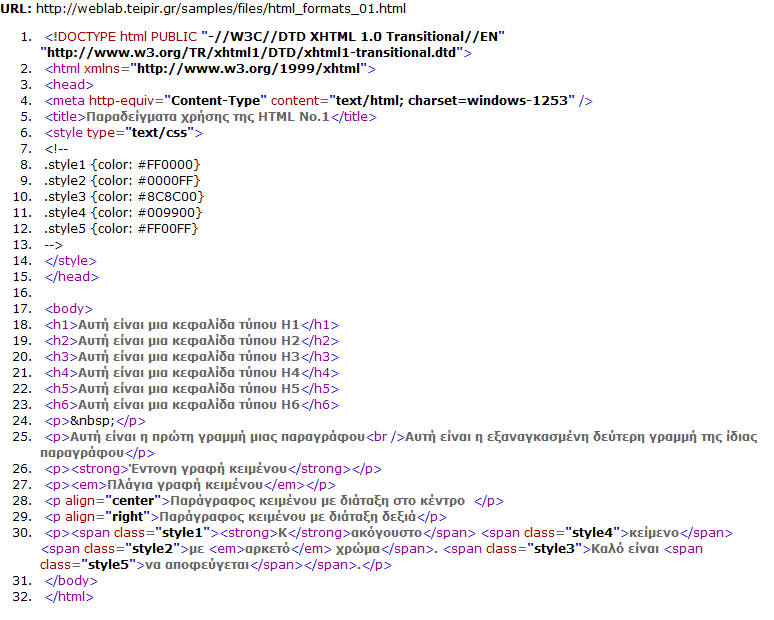 URL: http://weblab.teipir.gr/samples/files/html_formats_01.html
1. <!DOCTYPE html PUBLIC "-//W3C//DTD XHTML 1.0 Transitional//EN"
"http://www.w3.org/TR/xhtml1/DTD/xhtml1-transitional.dtd">
2. <html xmlns="http://www.w3.org/1999/xhtml">
3. <head>
4. <meta http-equiv="Content-Type" content="text/html; charset=windows-1253" />
5. <title>Παραδείγματα χρήσης της HTML No.1</title>
6. <style type="text/css">
7. <!--
8. .style1 {color: #FF0000}
9. .style2 {color: #0000FF}
10. .style3 {color: #8C8C00}
11. .style4 {color: #009900}
12. .style5 {color: #FF00FF}
13. -->
14. </style>
15. </head>
16.
17. <body>
18. <h1>Αυτή είναι μια κεφαλίδα τύπου H1</h1>
19. <h2>Αυτή είναι μια κεφαλίδα τύπου H2</h2>
20. <h3>Αυτή είναι μια κεφαλίδα τύπου H3</h3>
21. <h4>Αυτή είναι μια κεφαλίδα τύπου H4</h4>
22. <h5>Αυτή είναι μια κεφαλίδα τύπου H5</h5>
23. <h6>Αυτή είναι μια κεφαλίδα τύπου H6</h6>
24. <p>&nbsp;</p>
25. <p>Αυτή είναι η πρώτη γραμμή μιας παραγράφου<br />Αυτή είναι η εξαναγκασμένη δεύτερη γραμμή της ίδιας
παραγράφου</p>
26. <p><strong>Έντονη γραφή κειμένου</strong></p>
27. <p><em>Πλάγια γραφή κειμένου</em></p>
28. <p align="center">Παράγραφος κειμένου με διάταξη στο κέντρο </p>
29. <p align="right">Παράγραφος κειμένου με διάταξη δεξιά</p>
30. <p><span class="style1"><strong>Κ</strong>ακόγουστο</span> <span class="style4">κείμενο</span>
<span class="style2">με <em>αρκετό</em> χρώμα</span>. <span class="style3">Καλό είναι <span
class="style5">να αποφεύγεται</span></span>.</p>
31. </body>
32. </html>